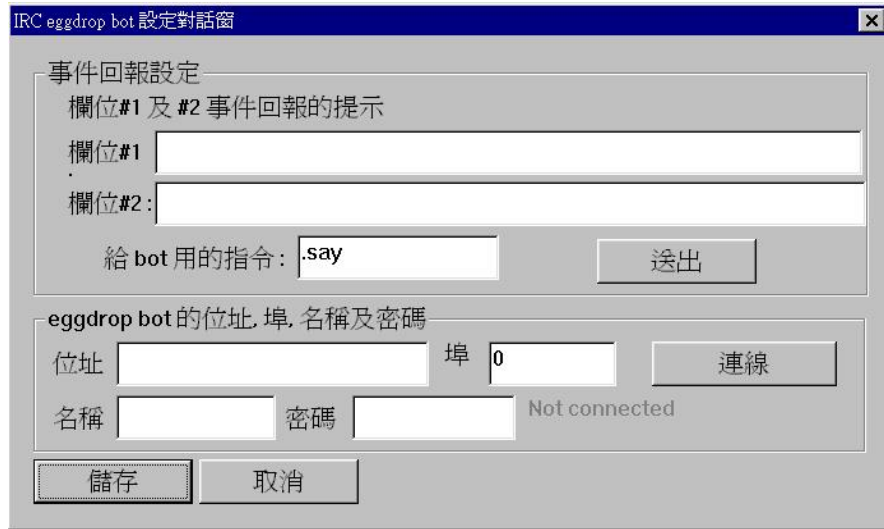 IRC eggdrop bot 設定對話窗
事件回報設定
欄位#1 及 #2 事件回報的提示
欄位#1
欄位#2 :
給 bot 用的指令 : .say 送出
eggdrop bot 的位址, 埠, 名稱及密碼
位址 埠 0 連線
名稱 密碼 Not connected
儲存 取消